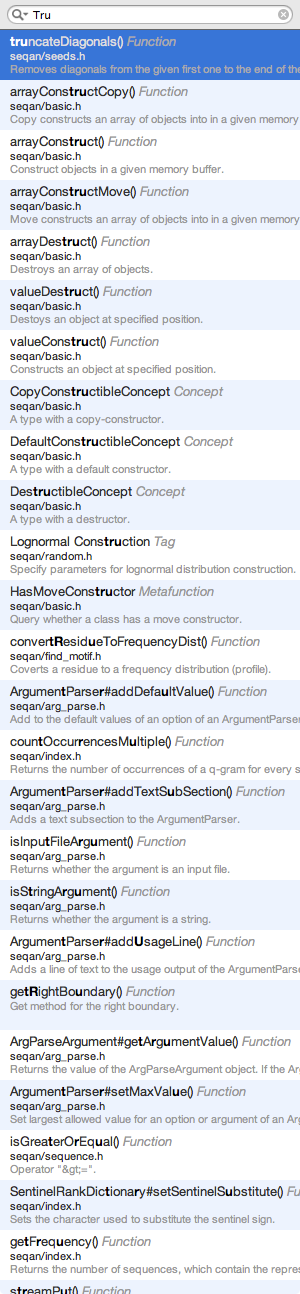 Tru
truncateDiagonals() Function
seqan/seeds.h
Removes diagonals from the given first one to the end of the
arrayConstructCopy() Function
seqan/basic.h
Copy constructs an array of objects into in a given memory
arrayConstruct() Function
seqan/basic.h
Construct objects in a given memory buffer.
arrayConstructMove() Function
seqan/basic.h
Move constructs an array of objects into in a given memory
arrayDestruct() Function
seqan/basic.h
Destroys an array of objects.
valueDestruct() Function
seqan/basic.h
Destoys an object at specified position.
valueConstruct() Function
seqan/basic.h
Constructs an object at specified position.
CopyConstructibleConcept Concept
seqan/basic.h
A type with a copy-constructor.
DefaultConstructibleConcept Concept
seqan/basic.h
A type with a default constructor.
DestructibleConcept Concept
seqan/basic.h
A type with a destructor.
Lognormal Construction Tag
seqan/random.h
Specify parameters for lognormal distribution construction.
HasMoveConstructor Metafunction
seqan/basic.h
Query whether a class has a move constructor.
convertResidueToFrequencyDist() Function
seqan/find_motif.h
Coverts a residue to a frequency distribution (profile).
ArgumentParser#addDefaultValue() Function
seqan/arg_parse.h
Add to the default values of an option of an ArgumentParser
countOccurrencesMultiple() Function
seqan/index.h
Returns the number of occurrences of a q-gram for every s
ArgumentParser#addTextSubSection() Function
seqan/arg_parse.h
Adds a text subsection to the ArgumentParser.
isInputFileArgument() Function
seqan/arg_parse.h
Returns whether the argument is an input file.
isStringArgument() Function
seqan/arg_parse.h
Returns whether the argument is a string.
ArgumentParser#addUsageLine() Function
seqan/arg_parse.h
Adds a line of text to the usage output of the ArgumentParse
getRightBoundary() Function
Get method for the right boundary.
ArgParseArgument#getArgumentValue() Function
seqan/arg_parse.h
Returns the value of the ArgParseArgument object. If the Ar
ArgumentParser#setMaxValue() Function
seqan/arg_parse.h
Set largest allowed value for an option or argument of an Ar
isGreaterOrEqual() Function
seqan/sequence.h
Operator "&gt;=".
SentinelRankDictionary#setSentinelSubstitute() Fu
seqan/index.h
Sets the character used to substitute the sentinel sign.
getFrequency() Function
seqan/index.h
Returns the number of sequences, which contain the repres
streamPut() Function